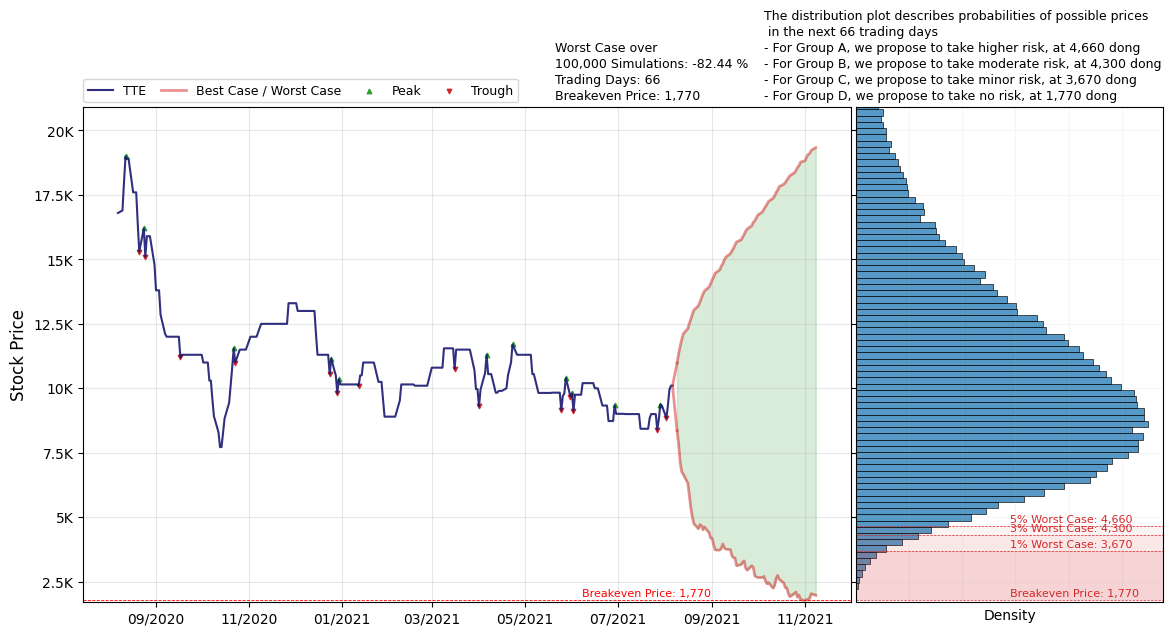 The distribution plot describes probabilities of possible prices
in the next 66 trading days
- For Group A, we propose to take higher risk, at 4,660 dong
- For Group B, we propose to take moderate risk, at 4,300 dong
- For Group C, we propose to take minor risk, at 3,670 dong
- For Group D, we propose to take no risk, at 1,770 dong
Worst Case over
100,000 Simulations: -82.44 %
Trading Days: 66
Breakeven Price: 1,770
TTE
Best Case / Worst Case
Peak
Trough
Stock Price
20K
17.5K
15K
12.5K
10K
7.5K
5K
2.5K
09/2020
11/2020
01/2021
03/2021
05/2021
07/2021
09/2021
11/2021
Breakeven Price: 1,770
5% Worst Case: 4,660
3% Worst Case: 4,300
1% Worst Case: 3,670
Breakeven Price: 1,770
Density